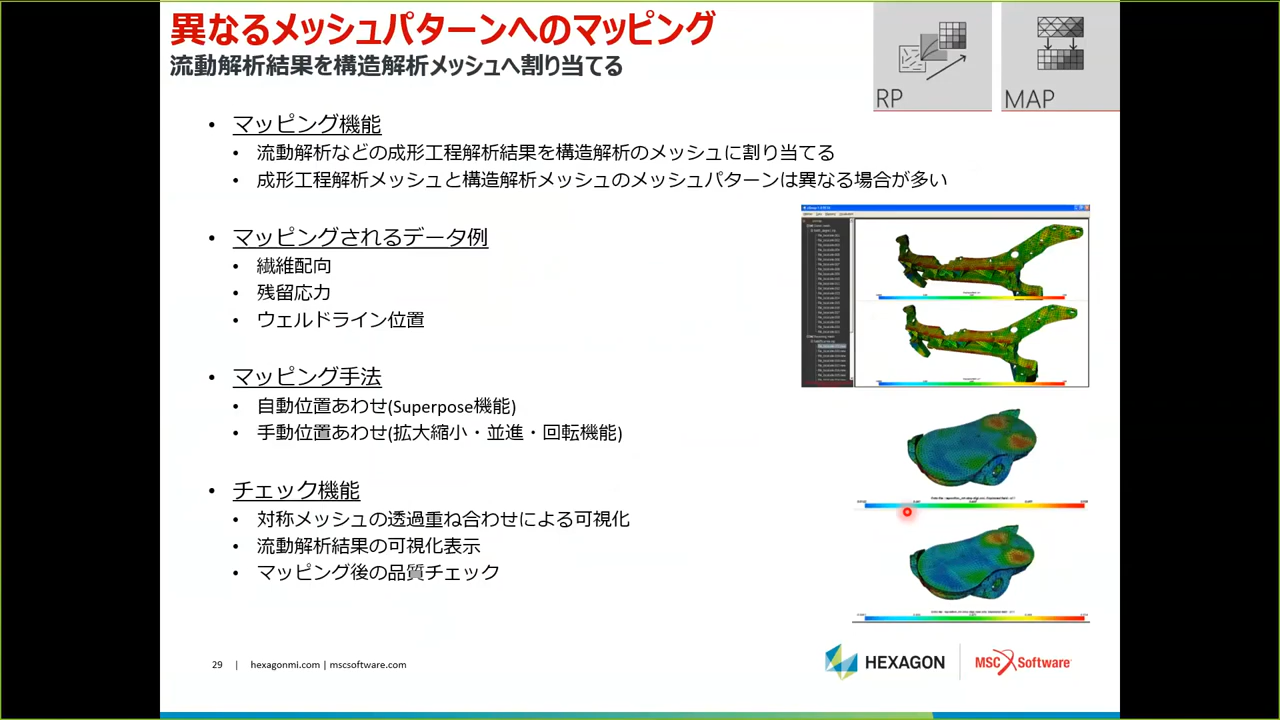 異なるメッシュパターンへのマッピング
流動解析結果を構造解析メッシュへ割り当てる
RP
MAP
• マッピング機能
• 流動解析などの成形工程解析結果を構造解析のメッシュに割り当てる
• 成形工程解析メッシュと構造解析メッシュのメッシュパターンは異なる場合が多い
• マッピングされるデータ例
• 繊維配向
• 残留応力
• ウェルドライン位置
• マッピング手法
• 自動位置あわせ(Superpose機能)
• 手動位置あわせ(拡大縮小・並進・回転機能)
• チェック機能
• 対称メッシュの透過重ね合わせによる可視化
• 流動解析結果の可視化表示
• マッピング後の品質チェック
29 | hexagonmi.com | mscsoftware.com
HEXAGON
MSC Software